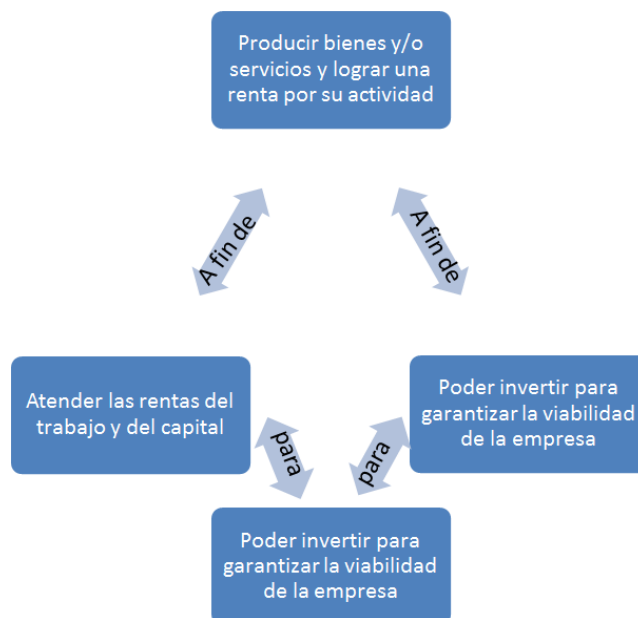 Producir bienes y/o
servicios y lograr una
renta por su actividad
A fin de
A fin de
Atender las rentas del
trabajo y del capital
Poder invertir para
garantizar la viabilidad
de la empresa
para
para
Poder invertir para
garantizar la viabilidad
de la empresa